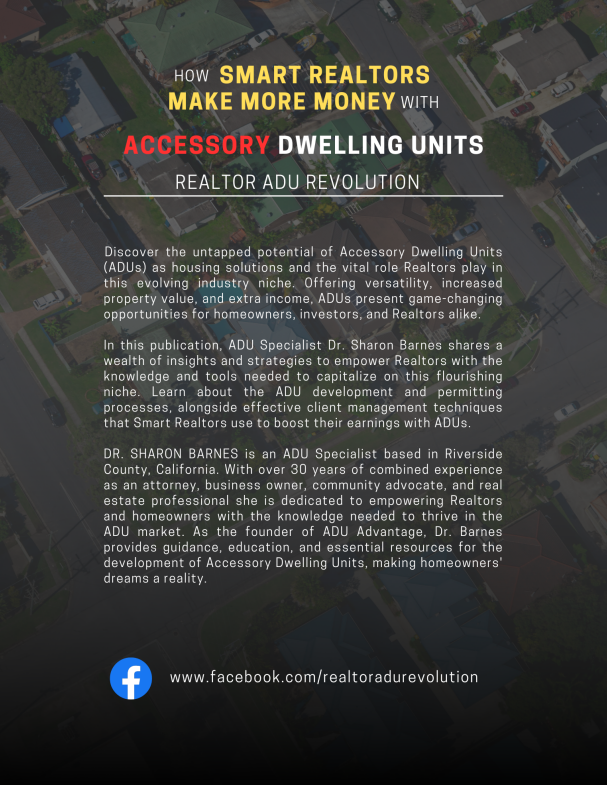 HOW SMART REALTORS
MAKE MORE MONEY WITH
ACCESSORY DWELLING UNITS
REALTOR ADU REVOLUTION
Discover the untapped potential of Accessory Dwelling Units
(ADUs) as housing solutions and the vital role Realtors play in
this evolving industry niche. Offering versatility, increased
property value, and extra income, ADUs present game-changing
opportunities for homeowners, investors, and Realtors alike.
In this publication, ADU Specialist Dr. Sharon Barnes shares a
wealth of insights and strategies to empower Realtors with the
knowledge and tools needed to capitalize on this flourishing
niche. Learn about the ADU development and permitting
processes, alongside effective client management techniques
that Smart Realtors use to boost their earnings with ADUs.
DR. SHARON BARNES is an ADU Specialist based in Riverside
County, California. With over 30 years of combined experience
as an attorney, business owner, community advocate, and real
estate professional she is dedicated to empowering Realtors
and homeowners with the knowledge needed to thrive in the
ADU market. As the founder of ADU Advantage, Dr. Barnes
provides guidance, education, and essential resources for the
development of Accessory Dwelling Units, making homeowners'
dreams a reality.
www.facebook.com/realtoradurevolution